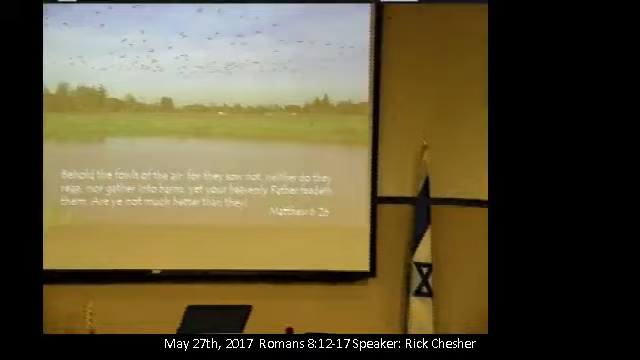 Behold the fowls of the air: for they sow not, neither do they
reap, nor gather into barns; yet your heavenly Father feedeth
them. Are ye not much better than they?
Matthew 6:26
May 27th, 2017 Romans 8:12-17 Speaker: Rick Chesher